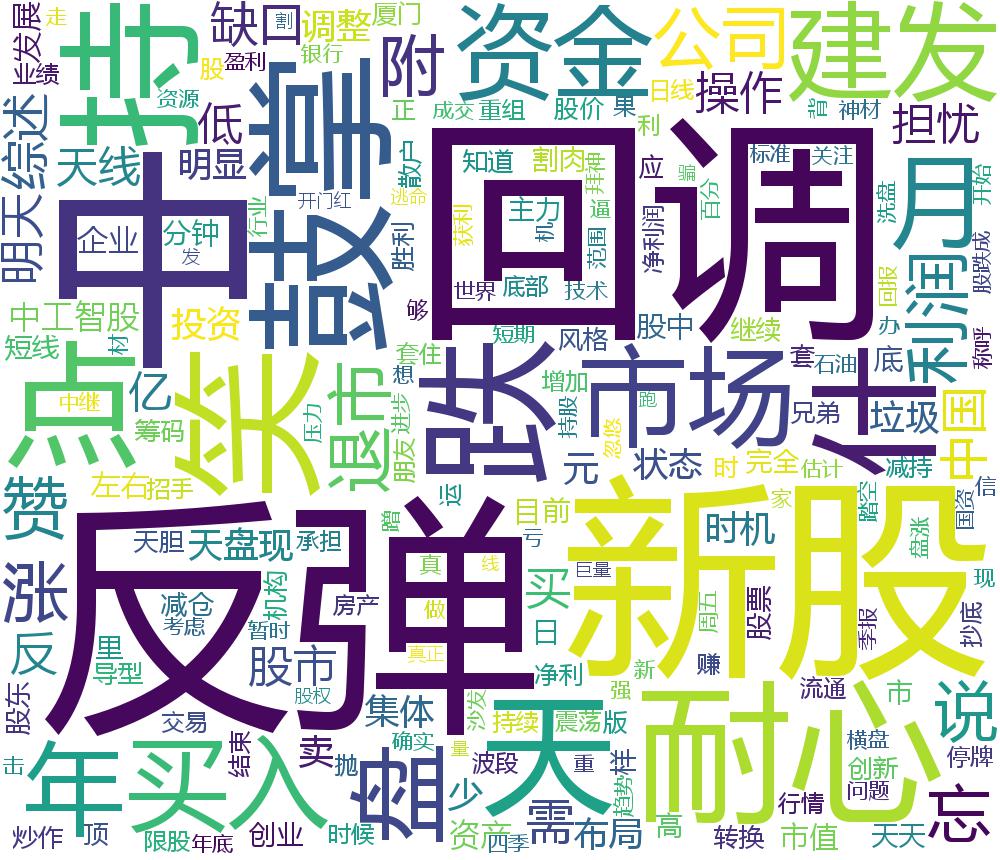 业绩
发展
走
持
资源
股
盈利
割
缺口
低
调整
银行
厦门
附
正
资金
成交
重组
股价
果
公司
日线
利
操作
背
神材
建发
担忧
明天
综述
天线
明显
鼓掌
开门红
逃命
散户
行业
胜利
回调
知道
割肉
拜神
主力
机
逼
范围
世界
底部
技术
应
净利润
百分
标准
关注
洗盘
月
开始
回报
利润
股跌成
称呼
办
中
企业
分钟
发
获利
够
短期
风格
股中
继续
中工智股
投资
短线
材
点
中继
亿
筹码
左右
招手
笑
压力
退市
套住
想
进步
朋友
跌
增加
持股
忽悠
跑
市场
套
石油
兄弟
什
底
垃圾
中国
减持
赞
运
元
状态
时
完全
估计
踏空
家
国资
信
涨
反弹
天胆
天盘现
承担
真
线
做
真正
减仓
考虑
机构
暂时
房产
目前
亏
巨量
买
日
新股
时机
周五
股票
赚
季报
抄底
盘涨
现
反
里
导型
股东
交易
股市
股权
集体
确实
沙发
净利
持续
震荡
版
新
强
流通
市
横盘
创新
问题
停牌
说
击
年
炒作
顶
买入
限股
年底
结束
创业
卖
抛
时候
盘
量
少
波段
天
资产
四季
需
重
布局
趋势
高
耐心
转换
行情
市值
天天
忘